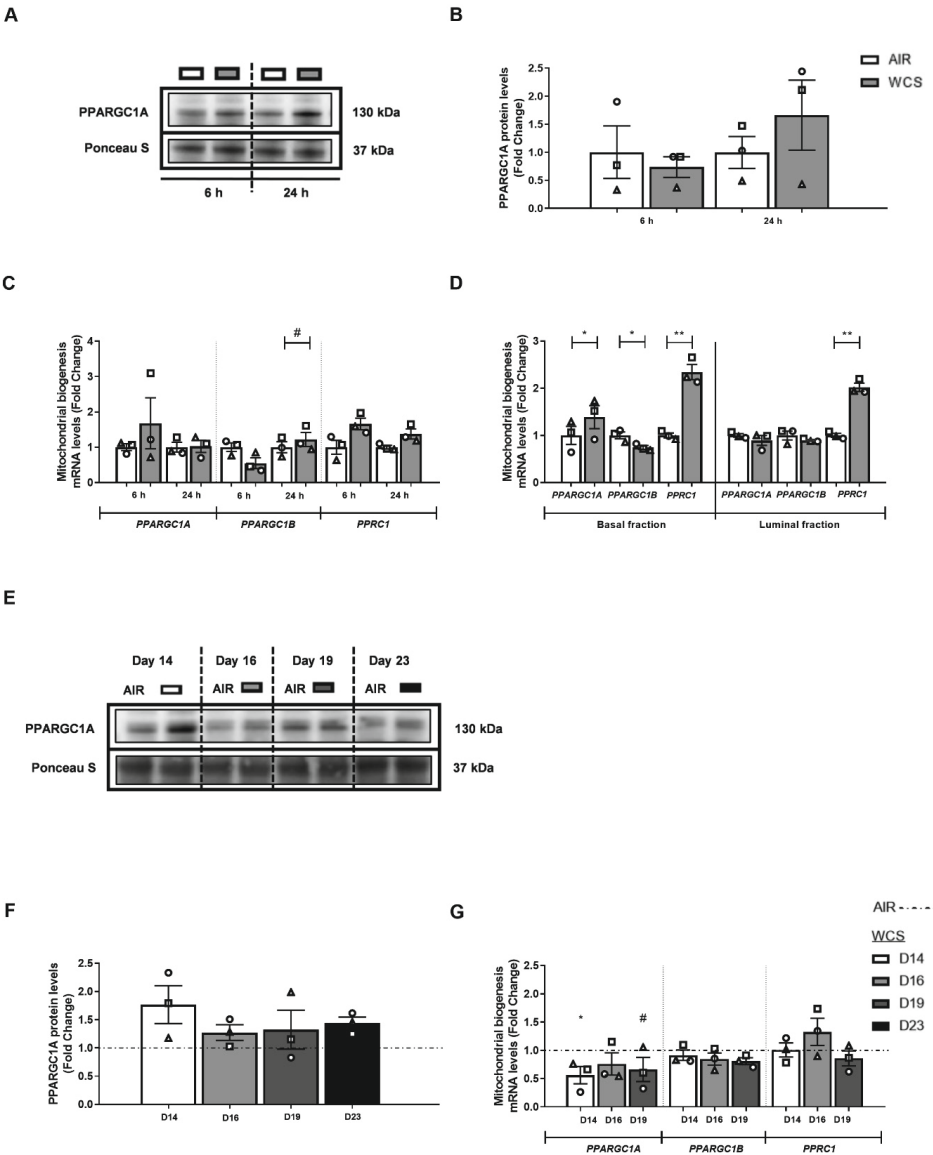 A
PPARGC1A
130 kDa
Ponceau S
37 kDa
6 h
24 h
B
AIR
WCS
PPARGC1A protein levels
(Fold Change)
2.5
2.0
1.5
1.0
0.5
0.0
6 h
24 h
C
Mitochondrial biogenesis
mRNA levels (Fold Change)
4
3
2
1
0
#
6 h 24 h 6 h 24 h 6 h 24 h
PPARGC1A PPARGC1B PPRC1
D
Mitochondrial biogenesis
mRNA levels (Fold Change)
3
2
1
0
* * ** **
PPARGC1A PPARGC1B PPRC1 PPARGC1A PPARGC1B PPRC1
Basal fraction Luminal fraction
E
Day 14 Day 16 Day 19 Day 23
AIR AIR AIR AIR
PPARGC1A
130 kDa
Ponceau S
37 kDa
F
PPARGC1A protein levels
(Fold Change)
2.5
2.0
1.5
1.0
0.5
0.0
D14 D16 D19 D23
G
AIR
WCS
D14
D16
D19
D23
Mitochondrial biogenesis
mRNA levels (Fold Change)
2.5
2.0
1.5
1.0
0.5
0.0
* #
D14 D16 D19 D14 D16 D19 D14 D16 D19
PPARGC1A PPARGC1B PPRC1